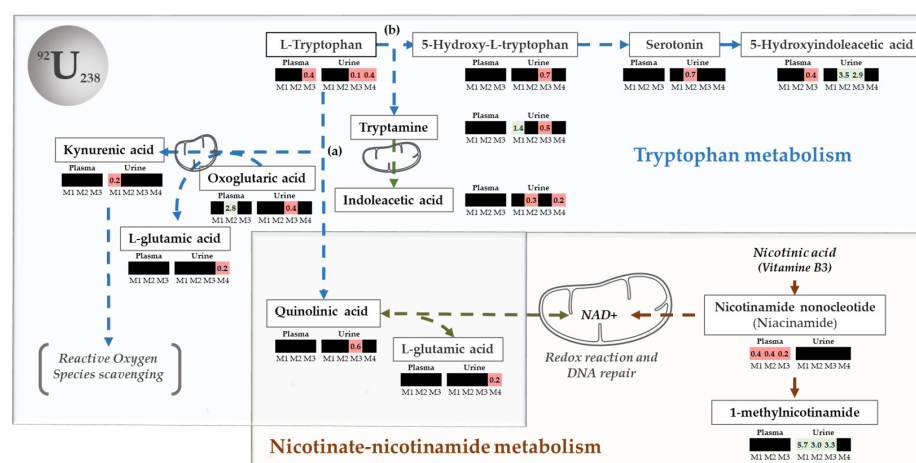 92 U 238
(b)
L-Tryptophan
5-Hydroxy-L-tryptophan
Serotonin
5-Hydroxyindoleacetic acid
Plasma Urine
0.4 0.1 0.4
M1 M2 M3 M1 M2 M3 M4
Plasma Urine
0.7
M1 M2 M3 M1 M2 M3 M4
Plasma Urine
0.7
M1 M2 M3 M1 M2 M3 M4
Plasma Urine
0.4 3.5 2.9
M1 M2 M3 M1 M2 M3 M4
Tryptamine
Plasma Urine
1.4 0.5
M1 M2 M3 M1 M2 M3 M4
Tryptophan metabolism
(a)
Kynurenic acid
Plasma Urine
0.2
M1 M2 M3 M1 M2 M3 M4
Oxoglutaric acid
Plasma Urine
2.8 0.4
M1 M2 M3 M1 M2 M3 M4
Indoleacetic acid
Plasma Urine
0.3 0.2
M1 M2 M3 M1 M2 M3 M4
L-glutamic acid
Plasma Urine
0.2
M1 M2 M3 M1 M2 M3 M4
Reactive Oxygen
Species scavenging
Quinolinic acid
Plasma Urine
0.6
M1 M2 M3 M1 M2 M3 M4
L-glutamic acid
Plasma Urine
0.2
M1 M2 M3 M1 M2 M3 M4
NAD+
Redox reaction and
DNA repair
Nicotinic acid
(Vitamine B3)
Nicotinamide nonocleotide
(Niacinamide)
Plasma Urine
0.4 0.4 0.2
M1 M2 M3 M1 M2 M3 M4
1-methylnicotinamide
Plasma Urine
5.7 3.0 3.3
M1 M2 M3 M1 M2 M3 M4
Nicotinate-nicotinamide metabolism